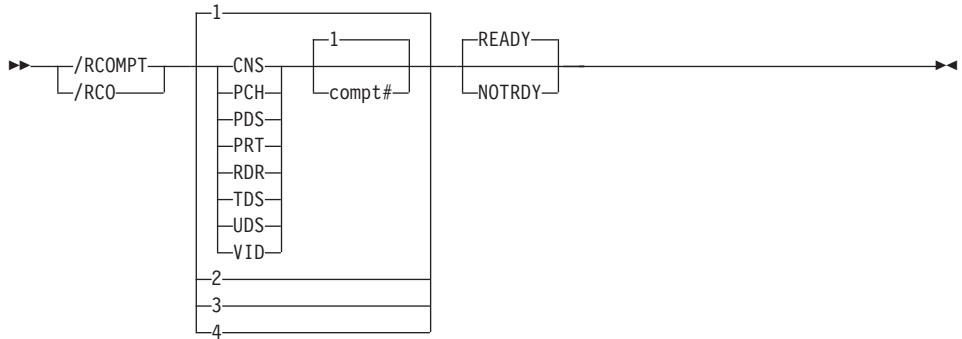 1
1 READY
/RCOMPT CNS
/RCO PCH compt# NOTRDY
PDS
PRT
RDR
TDS
UDS
VID
2
3
4